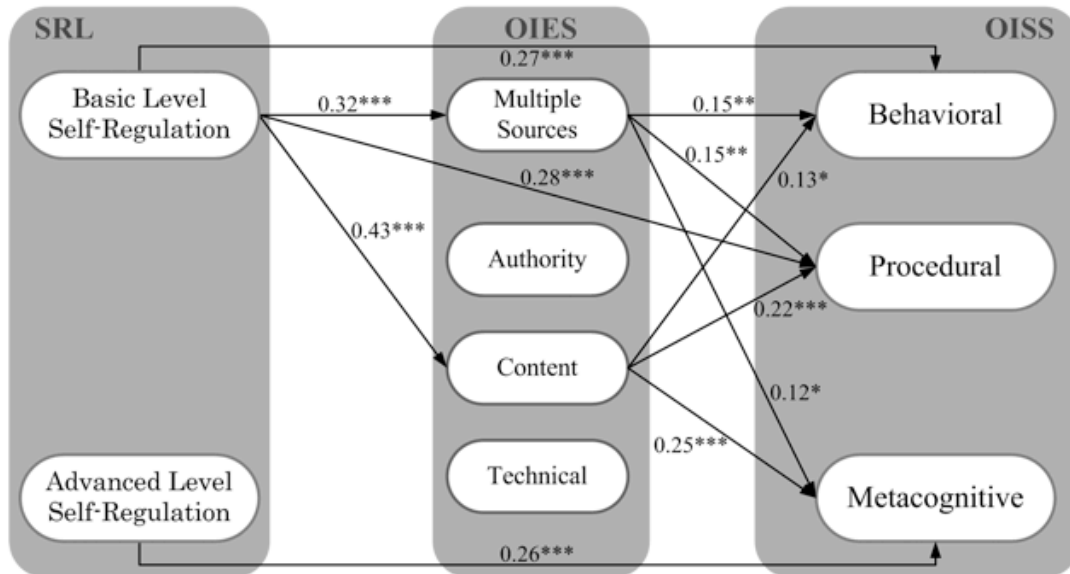 SRL
OIES
OISS
0.27***
Basic Level
Self-Regulation
0.32***
Multiple
Sources
0.15**
Behavioral
0.15**
0.28***
0.13*
0.43***
Authority
Procedural
0.22***
Content
0.12*
0.25***
Advanced Level
Self-Regulation
Technical
Metacognitive
0.26***